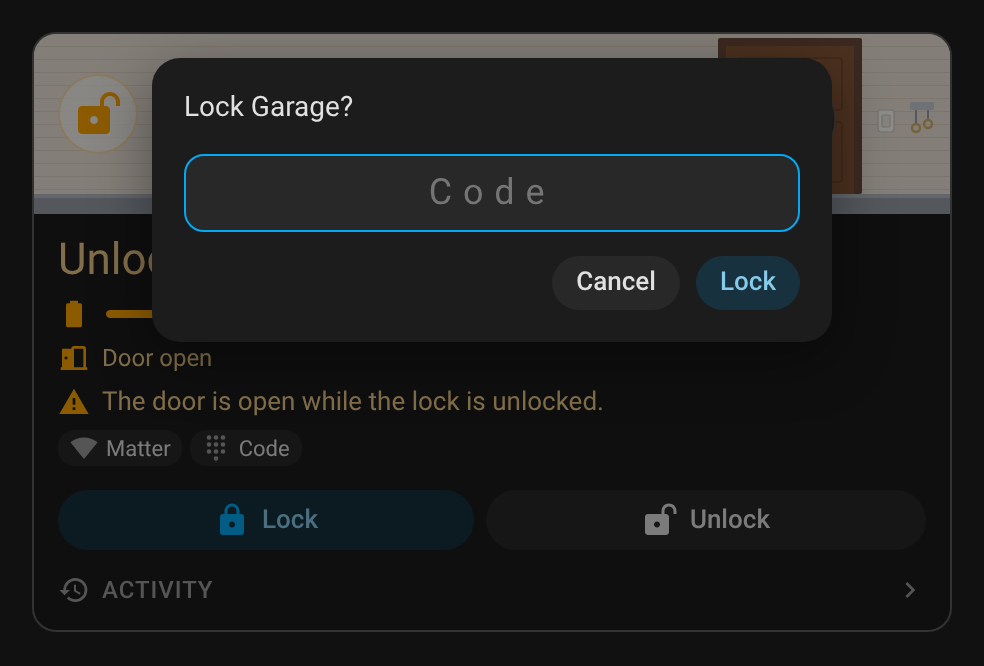 Lock Garage?
Code
Cancel
Lock
Door open
The door is open while the lock is unlocked.
Matter
Code
Lock
Unlock
ACTIVITY